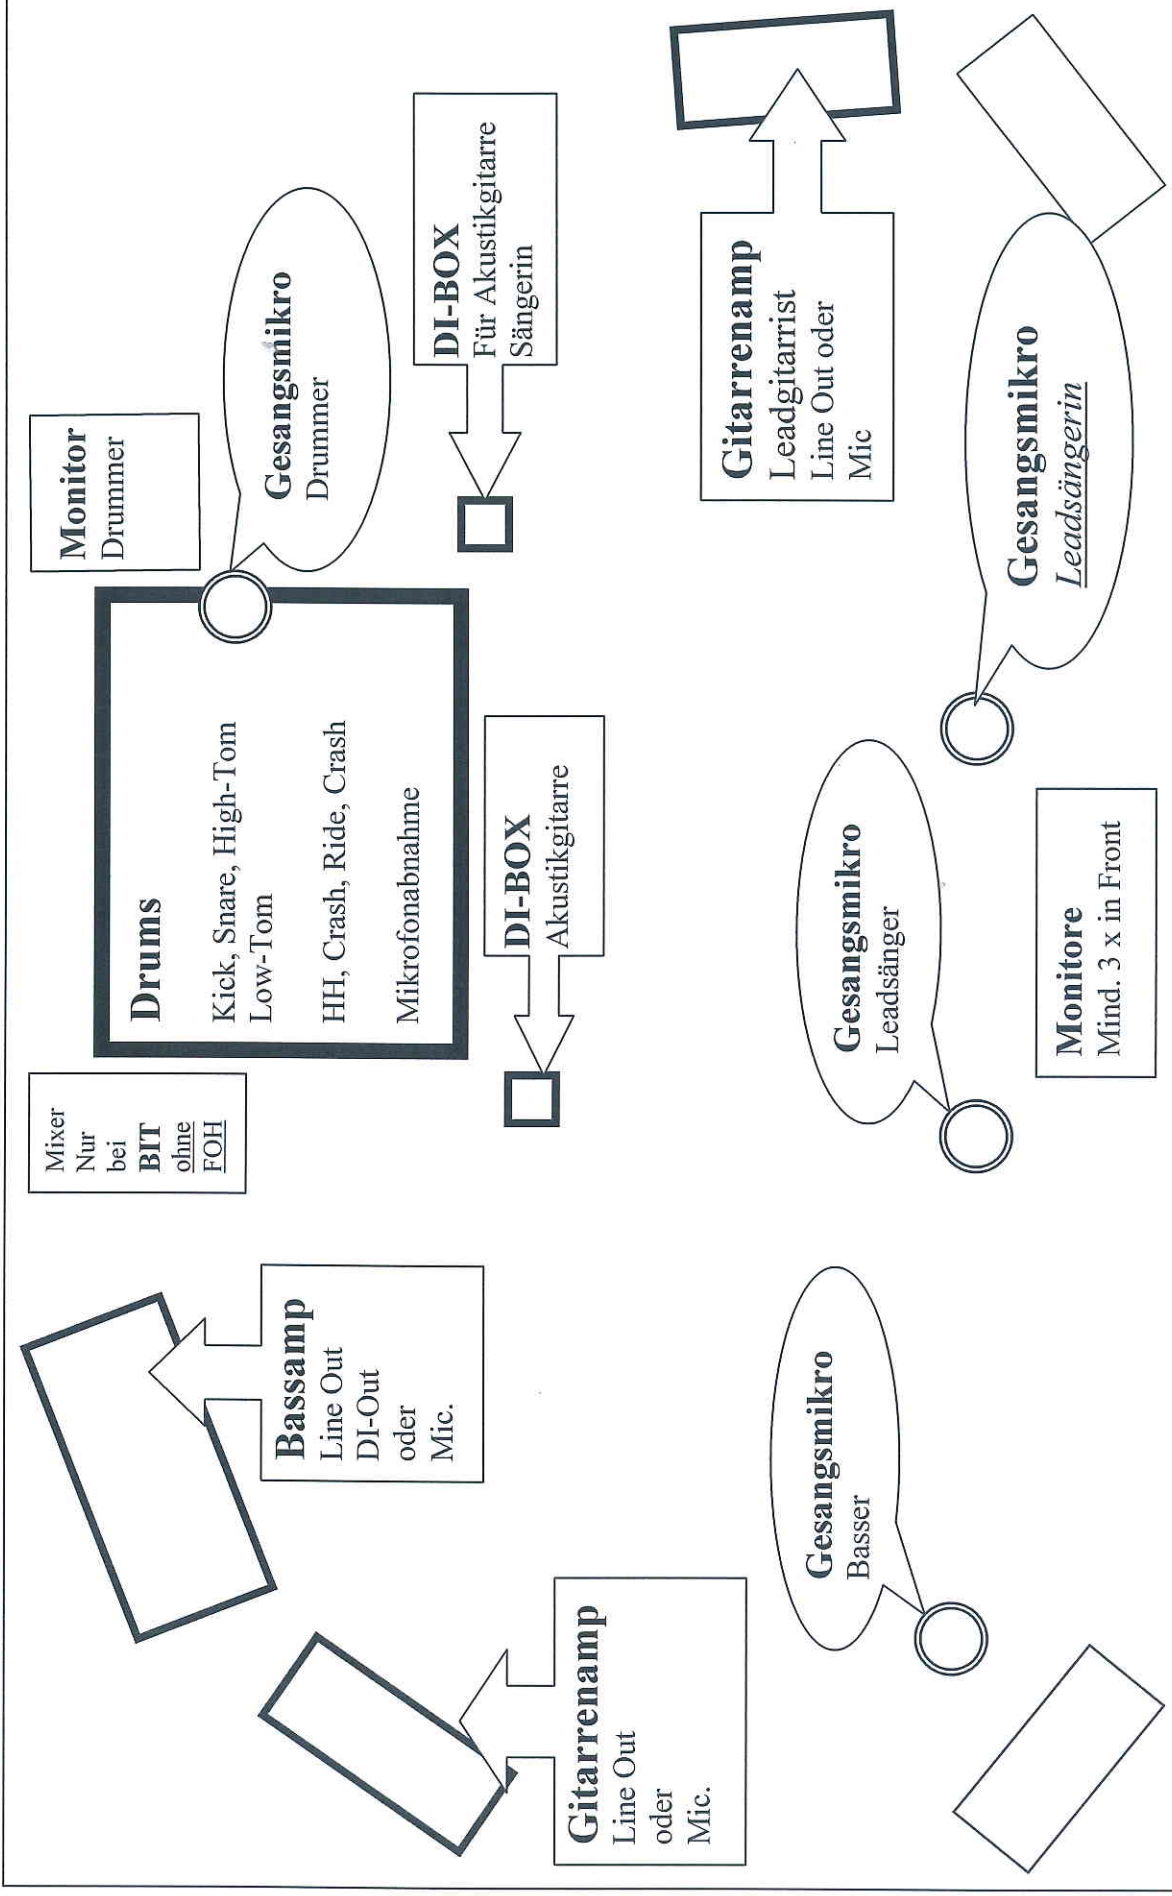 Mixer
Nur
bei
BIT
ohne
FOH
Monitor
Drummer
Drums
Kick, Snare, High-Tom
Low-Tom
HH, Crash, Ride, Crash
Mikrofonabnahme
Gesangsmikro
Drummer
Bassamp
Line Out
DI-Out
oder
Mic.
DI-BOX
Akustikgitarre
DI-BOX
Für Akustikgitarre
Sängerin
Gitarrenamp
Line Out
oder
Mic.
Gitarrenamp
Leadgitarrist
Line Out oder
Mic
Gesangsmikro
Basser
Gesangsmikro
Leadsänger
Gesangsmikro
Leadsängerin
Monitore
Mind. 3 x in Front